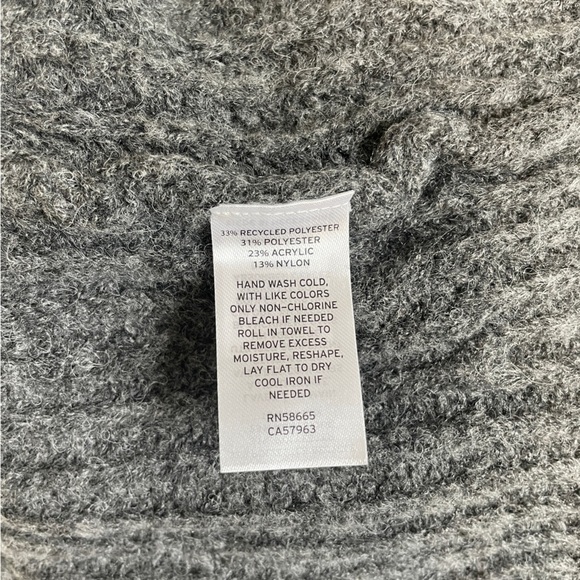 33% RECYCLED POLYESTER
31% POLYESTER
23% ACRYLIC
13% NYLON
HAND WASH COLD,
WITH LIKE COLORS
ONLY NON-CHLORINE
BLEACH IF NEEDED
ROLL IN TOWEL TO
REMOVE EXCESS
MOISTURE, RESHAPE,
LAY FLAT TO DRY
COOL IRON IF
NEEDED
RN58665
CA57963